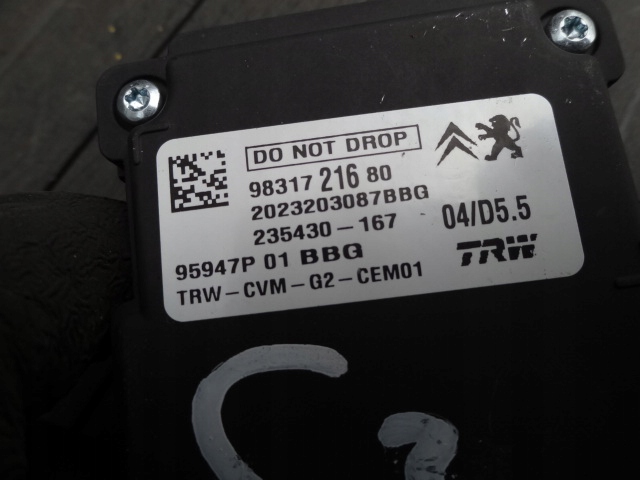 DO NOT DROP
98317 216 80
2023203087BBG
235430-167
04/D5.5
95947P 01 BBG
TRW
TRW-CVM-G2-CEM01
C3